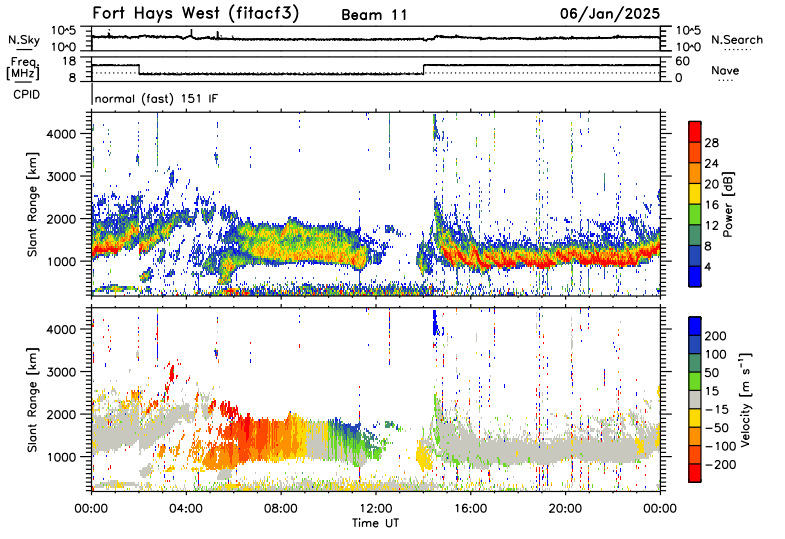 Fort Hays West (fitacf3) Beam 11 06/Jan/2025
N.Sky 10^5 10^0 10^5 10^0 N.Search
Freq. [MHz] 18 8 60 0 Nave
CPID normal (fast) 151 IF
Slant Range [km] 4000 3000 2000 1000
Power [dB] 28 24 20 16 12 8 4
Slant Range [km] 4000 3000 2000 1000
Velocity [m s⁻¹] 200 100 50 15 −15 −50 −100 −200
00:00 04:00 08:00 12:00 16:00 20:00 00:00
Time UT